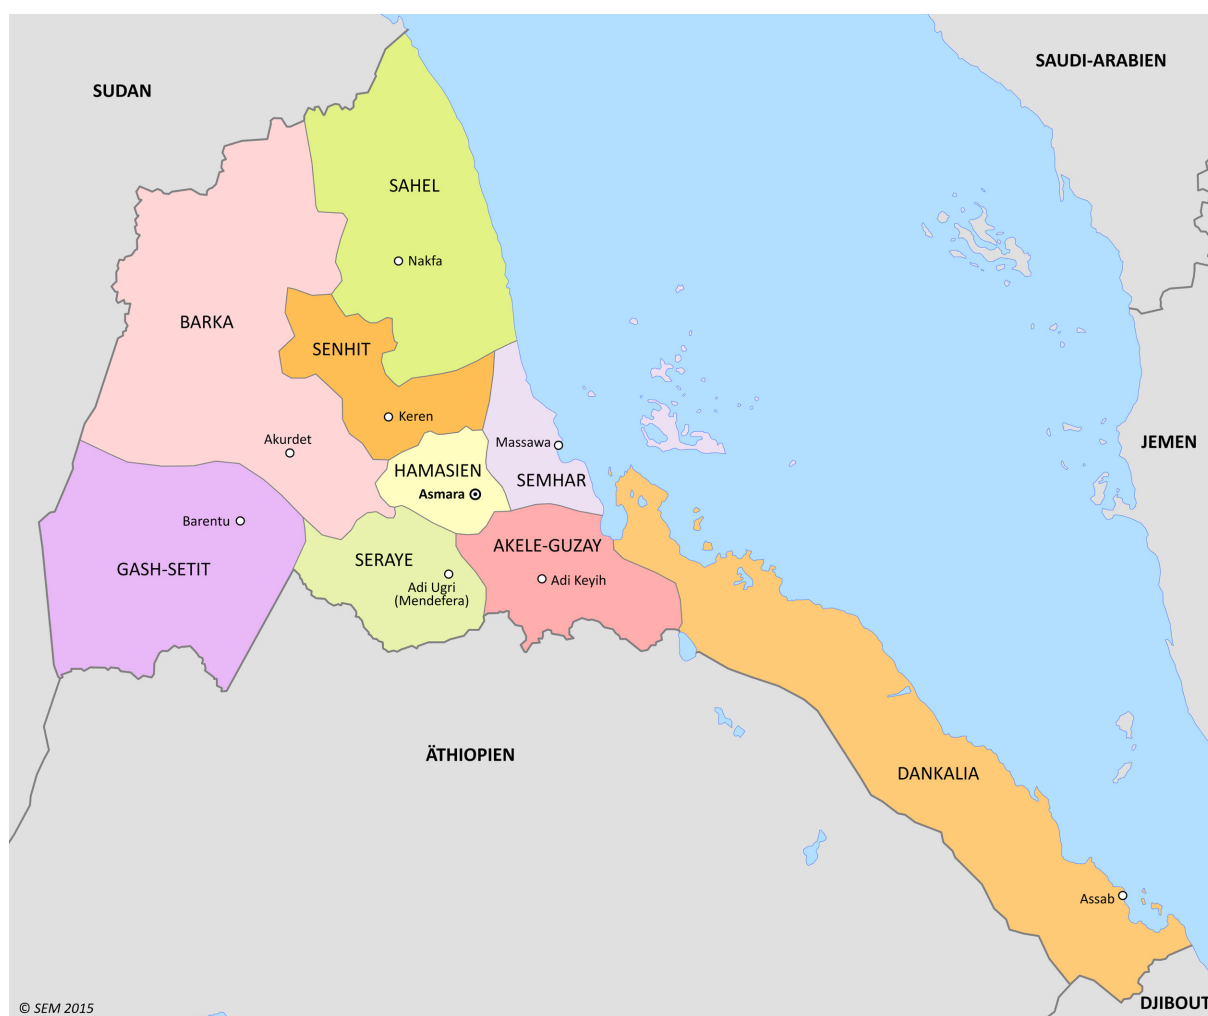 SAUDI-ARABIEN
SUDAN
SAHEL
Nakfa
BARKA
SENHIT
Keren
Akurdet
Massawa
JEMEN
HAMASIEN
SEMHAR
Asmara
Barentu
AKELE-GUZAY
SERAYE
GASH-SETIT
Adi Keyih
Adi Ugri
(Mendefera)
ÄTHIOPIEN
DANKALIA
Assab
DJIBOUT
© SEM 2015